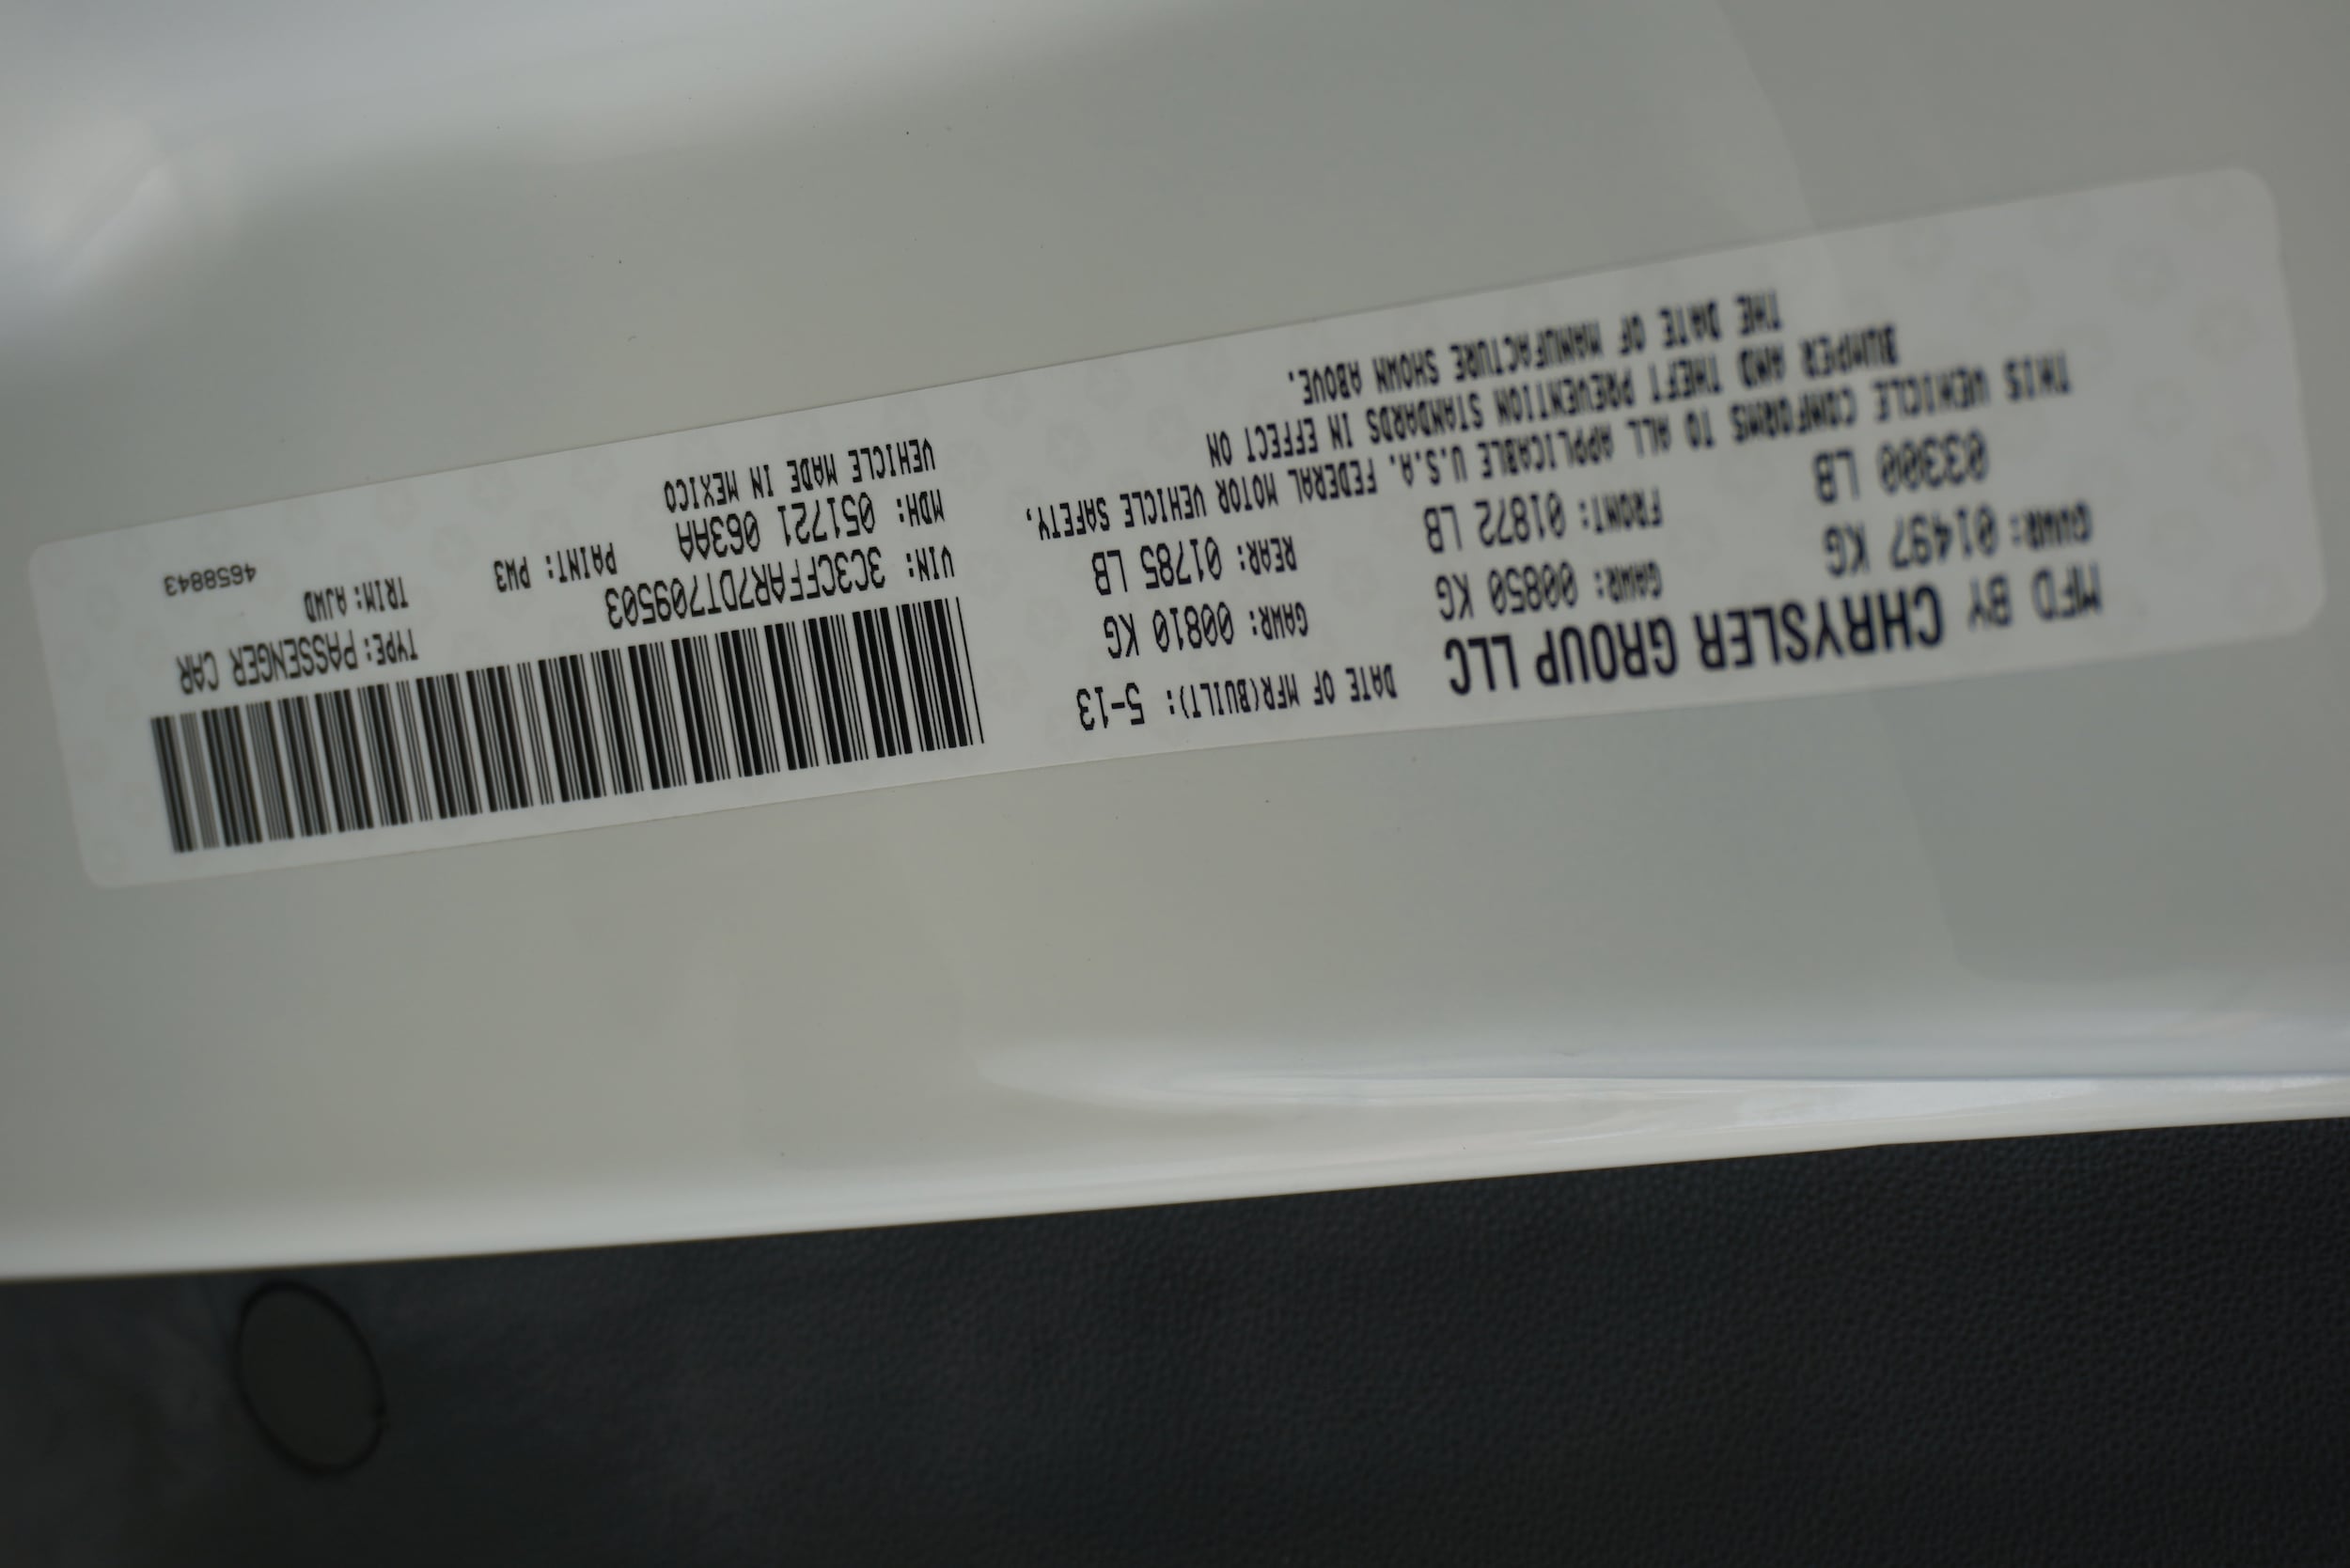 MFD BY CHRYSLER GROUP LLC
DATE OF MFR(BUILT): 5-13
GVWR: 01497 KG
03300 LB
GAWR: 00850 KG
FRONT: 01872 LB
GAWR: 00810 KG
REAR: 01785 LB
THIS VEHICLE CONFORMS TO ALL APPLICABLE U.S.A. FEDERAL MOTOR VEHICLE SAFETY,
BUMPER AND THEFT PREVENTION STANDARDS IN EFFECT ON
THE DATE OF MANUFACTURE SHOWN ABOVE.
VIN: 3C3CFFAR7DT709503
TYPE: PASSENGER CAR
MDH: 051721 063AA
PAINT: PW3
TRIM: AJWD
VEHICLE MADE IN MEXICO
4658843